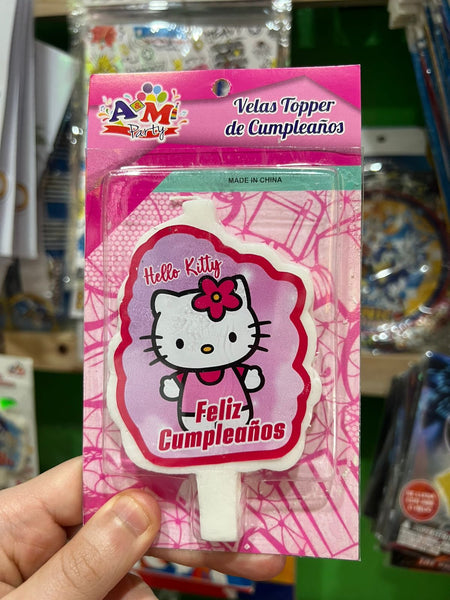 A&M!
Party
Velas Topper
de Cumpleaños
MADE IN CHINA
Hello Kitty
Feliz
Cumpleaños